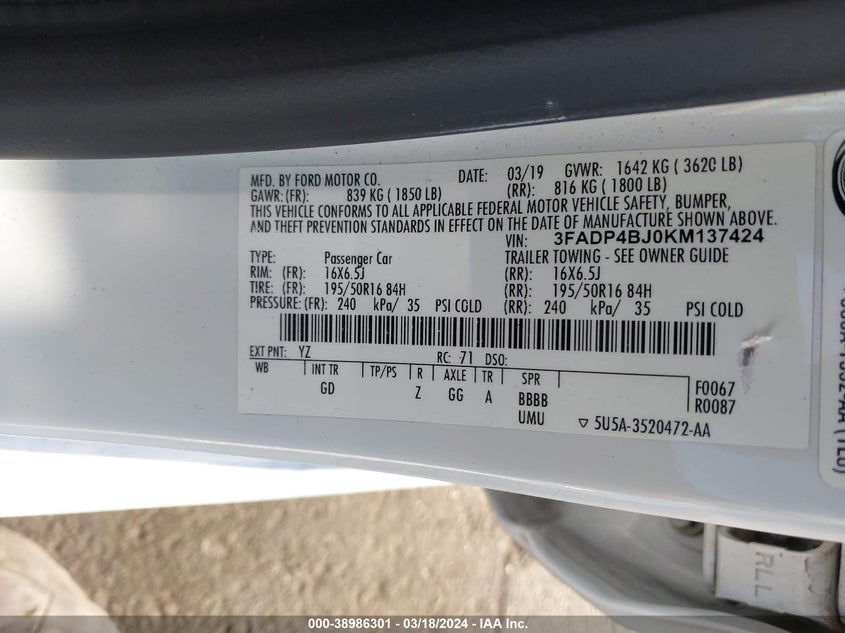 MFD. BY FORD MOTOR CO. DATE: 03/19 GVWR: 1642 KG ( 3620 LB)
GAWR: (FR): 839 KG ( 1850 LB) (RR): 816 KG ( 1800 LB)
THIS VEHICLE CONFORMS TO ALL APPLICABLE FEDERAL MOTOR VEHICLE SAFETY, BUMPER,
AND THEFT PREVENTION STANDARDS IN EFFECT ON THE DATE OF MANUFACTURE SHOWN ABOVE.
VIN: 3FADP4BJ0KM137424
TYPE: Passenger Car TRAILER TOWING - SEE OWNER GUIDE
RIM: (FR): 16X6.5J (RR): 16X6.5J
TIRE: (FR): 195/50R16 84H (RR): 195/50R16 84H
PRESSURE: (FR): 240 kPa/ 35 PSI COLD (RR): 240 kPa/ 35 PSI COLD
EXT PNT: YZ RC: 71 DSO:
WB INT TR TP/PS R AXLE TR SPR F0067
GD Z GG A BBBB R0087
UMU ▽ 5U5A-3520472-AA
RLL
000-38986301 - 03/18/2024 - IAAInc.